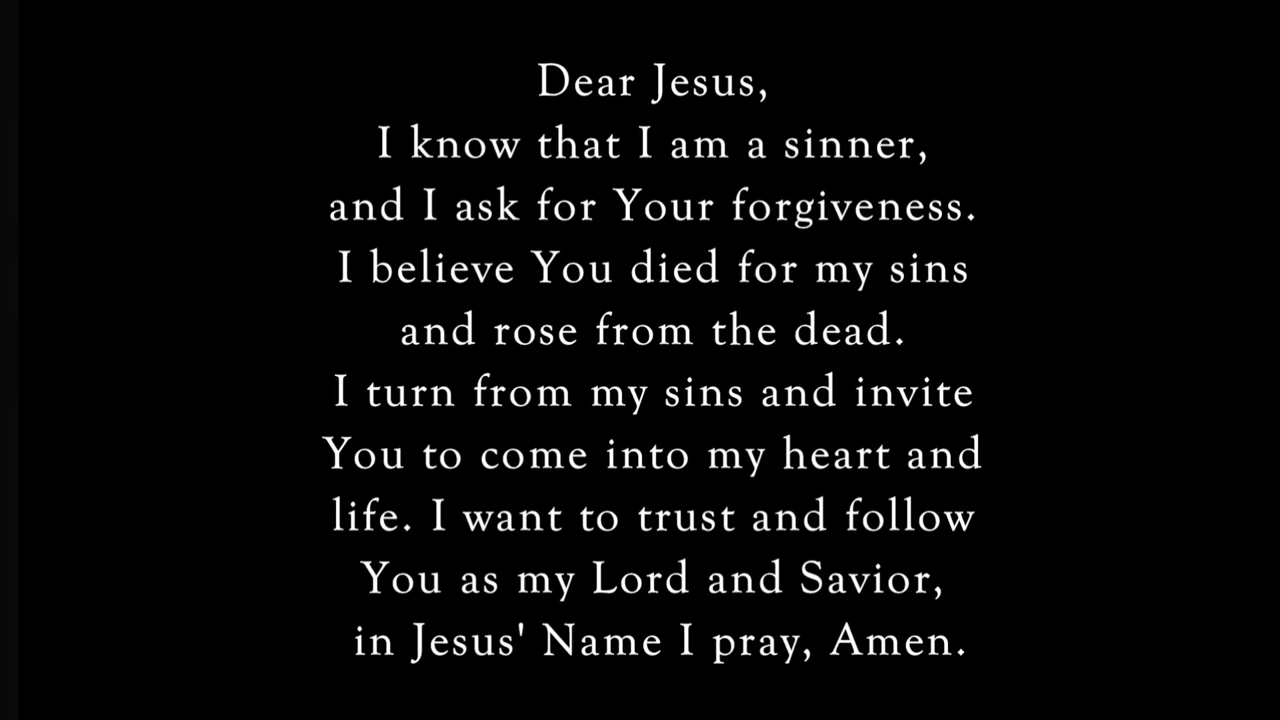 Dear Jesus,
I know that I am a sinner,
and I ask for Your forgiveness.
I believe You died for my sins
and rose from the dead.
I turn from my sins and invite
You to come into my heart and
life. I want to trust and follow
You as my Lord and Savior,
in Jesus' Name I pray, Amen.